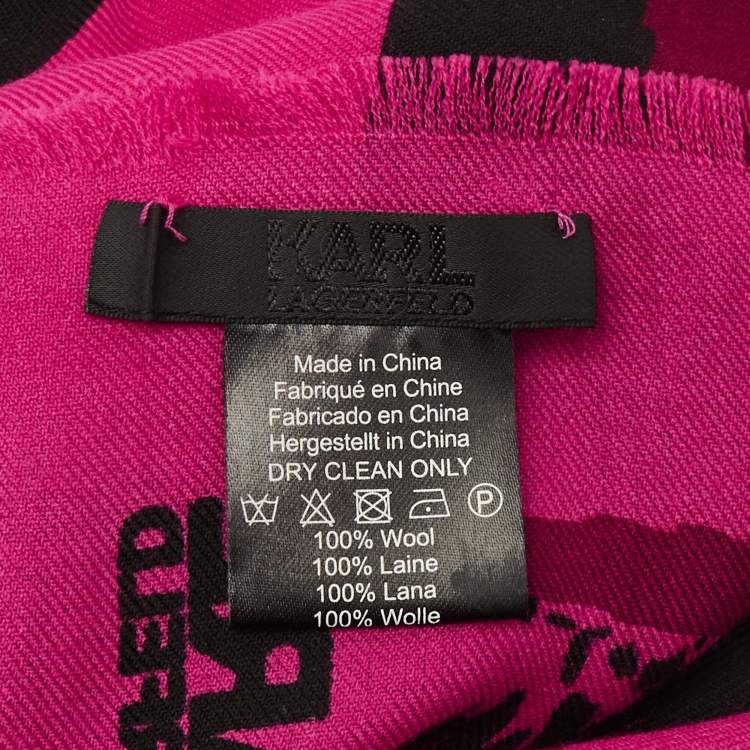 KARL
LAGERFELD
Made in China
Fabriqué en Chine
Fabricado en China
Hergestellt in China
DRY CLEAN ONLY
P
100% Wool
100% Laine
100% Lana
100% Wolle